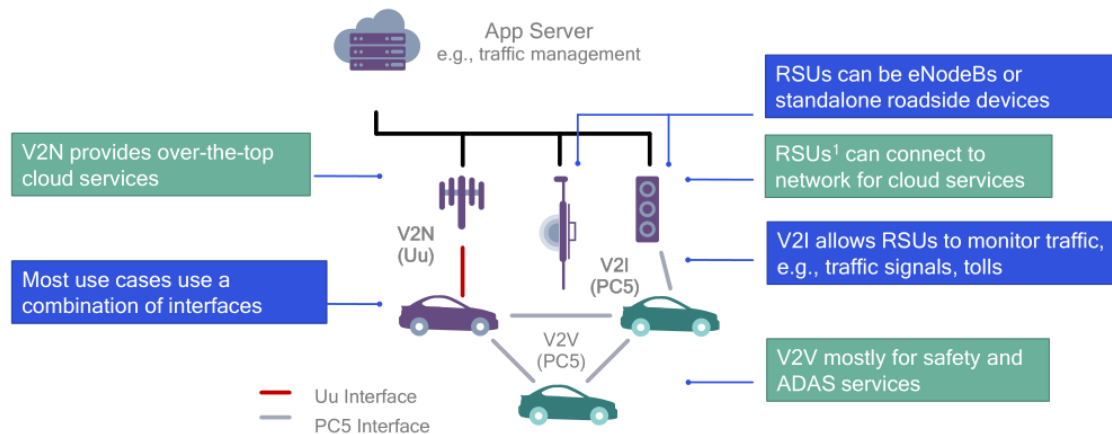 App Server
e.g., traffic management
RSUs can be eNodeBs or
standalone roadside devices
V2N provides over-the-top
cloud services
RSUs¹ can connect to
network for cloud services
V2N
(Uu)
V2I
(PC5)
V2I allows RSUs to monitor traffic,
e.g., traffic signals, tolls
Most use cases use a
combination of interfaces
V2V
(PC5)
V2V mostly for safety and
ADAS services
Uu Interface
PC5 Interface